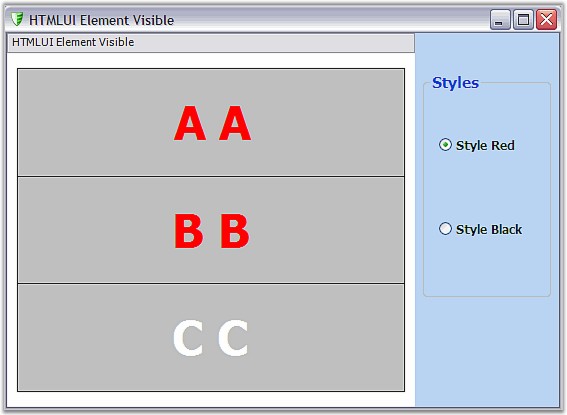 HTMLUI Element Visible
HTMLUI Element Visible
A A
B B
C C
Styles
Style Red
Style Black